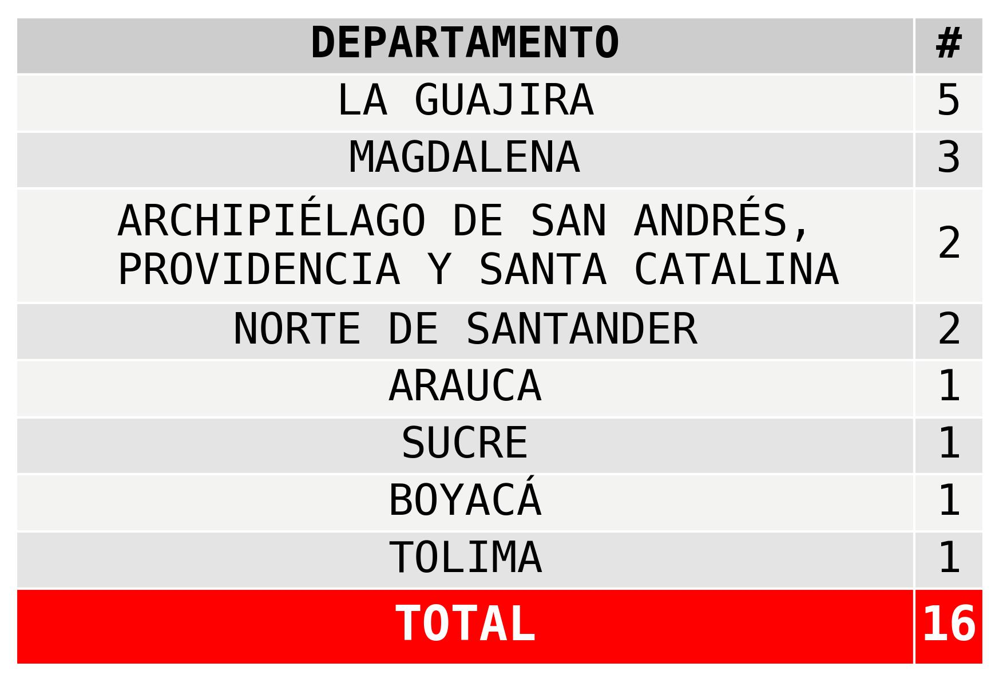 DEPARTAMENTO #
LA GUAJIRA 5
MAGDALENA 3
ARCHIPIÉLAGO DE SAN ANDRÉS,
PROVIDENCIA Y SANTA CATALINA 2
NORTE DE SANTANDER 2
ARAUCA 1
SUCRE 1
BOYACÁ 1
TOLIMA 1
TOTAL 16